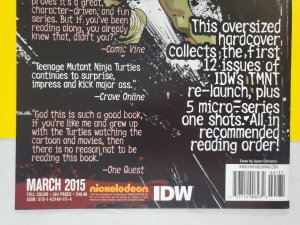 proves it's a great,
character-driven, and fun
series. But if you've been
reading along, you already
knew that, didn't you?"
-Comic Vine
"Teenage Mutant Ninja Turtles
continues to surprise,
impress and kick major ass."
-Crave Online
"God this is such a good book,
if you're like me and grew up
with the Turtles watching the
cartoon and movies, then
there is no reason not to be
reading this book."
-One Quest
This oversized
hardcover
collects the first
12 issues of
IDW's TMNT
re-launch, plus
5 micro-series
one shots. All in
recommended
reading order!
MARCH 2015
FULL COLOR • 384 PAGES •
nickelodeon
IDW